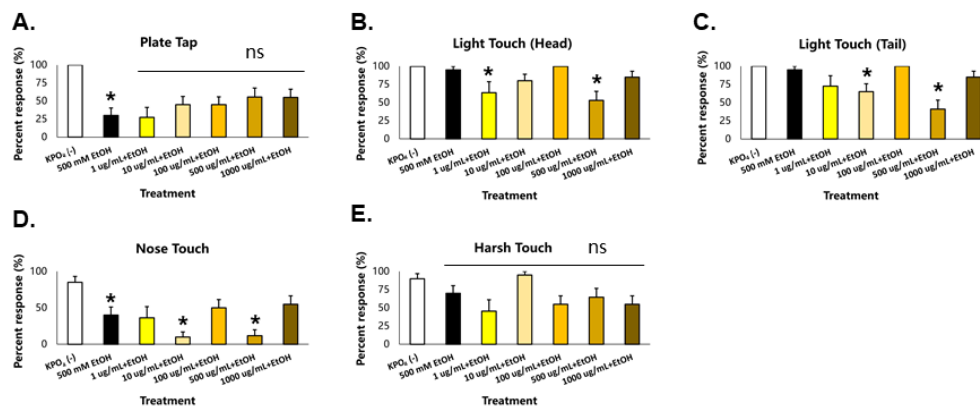 A.
Plate Tap
ns
Percent response (%)
100
75
50
25
0
*
KPO₄ (-)
500 mM EtOH
1 ug/mL+EtOH
10 ug/mL+EtOH
100 ug/mL+EtOH
500 ug/mL+EtOH
1000 ug/mL+EtOH
Treatment
B.
Light Touch (Head)
Percent response (%)
100
75
50
25
0
*
*
KPO₄ (-)
500 mM EtOH
1 ug/mL+EtOH
10 ug/mL+EtOH
100 ug/mL+EtOH
500 ug/mL+EtOH
1000 ug/mL+EtOH
Treatment
C.
Light Touch (Tail)
Percent response (%)
100
75
50
25
0
*
*
KPO₄ (-)
500 mM EtOH
1 ug/mL+EtOH
10 ug/mL+EtOH
100 ug/mL+EtOH
500 ug/mL+EtOH
1000 ug/mL+EtOH
Treatment
D.
Nose Touch
Percent response (%)
100
50
0
*
*
*
KPO₄ (-)
500 mM EtOH
1 ug/mL+EtOH
10 ug/mL+EtOH
100 ug/mL+EtOH
500 ug/mL+EtOH
1000 ug/mL+EtOH
Treatment
E.
Harsh Touch
ns
Percent response (%)
100
75
50
25
0
KPO₄ (-)
500 mM EtOH
1 ug/mL+EtOH
10 ug/mL+EtOH
100 ug/mL+EtOH
500 ug/mL+EtOH
1000 ug/mL+EtOH
Treatment